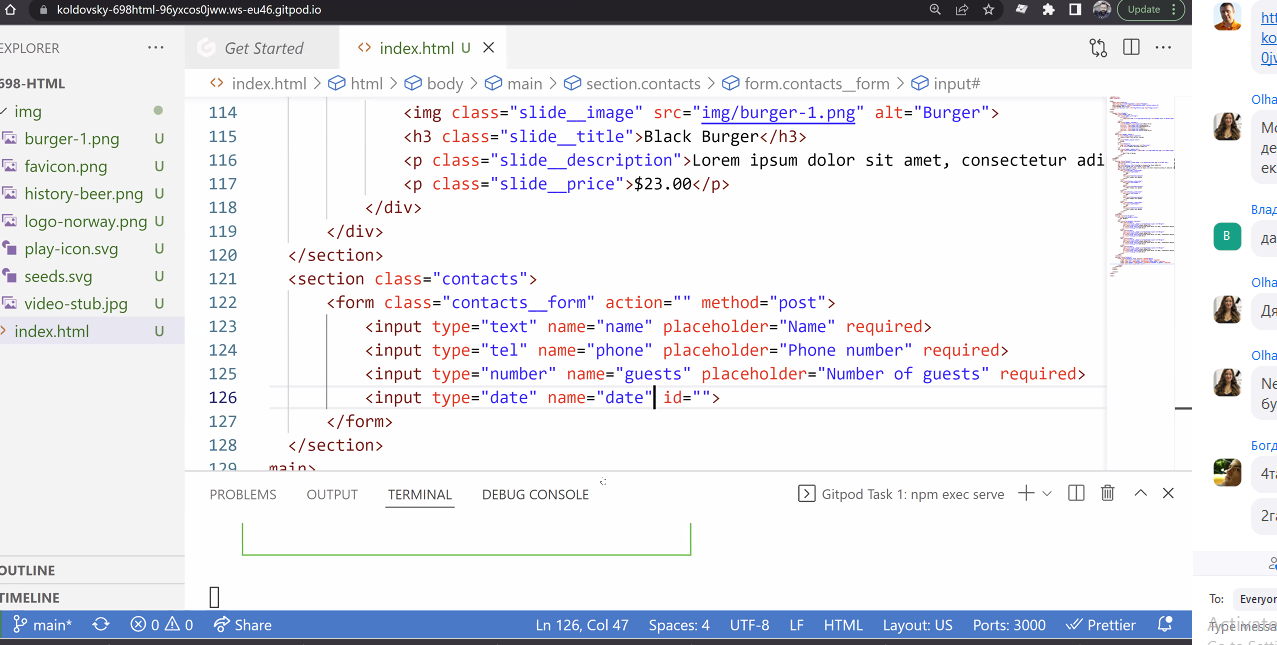 koldovsky-698html-96yxcos0jww.ws-eu46.gitpod.io
Update
EXPLORER
Get Started
index.html U
698-HTML
index.html > html > body > main > section.contacts > form.contacts__form > input#
img
burger-1.png U
favicon.png U
history-beer.png U
logo-norway.png U
play-icon.svg U
seeds.svg U
video-stub.jpg U
index.html U
114 <img class="slide__image" src="img/burger-1.png" alt="Burger">
115 <h3 class="slide__title">Black Burger</h3>
116 <p class="slide__description">Lorem ipsum dolor sit amet, consectetur adi
117 <p class="slide__price">$23.00</p>
118 </div>
119 </div>
120 </section>
121 <section class="contacts">
122 <form class="contacts__form" action="" method="post">
123 <input type="text" name="name" placeholder="Name" required>
124 <input type="tel" name="phone" placeholder="Phone number" required>
125 <input type="number" name="guests" placeholder="Number of guests" required>
126 <input type="date" name="date" id="">
127 </form>
128 </section>
129 main>
PROBLEMS OUTPUT TERMINAL DEBUG CONSOLE
Gitpod Task 1: npm exec serve
OUTLINE
TIMELINE
main* 0 0 Share
Ln 126, Col 47 Spaces: 4 UTF-8 LF HTML Layout: US Ports: 3000 Prettier
ht
ko
0jv
Olha
Мо
де
ек
Влад
В
да
Olha
Дя
Olha
Ne
бу
Богд
4та
2га
To: Everyor
Type messa